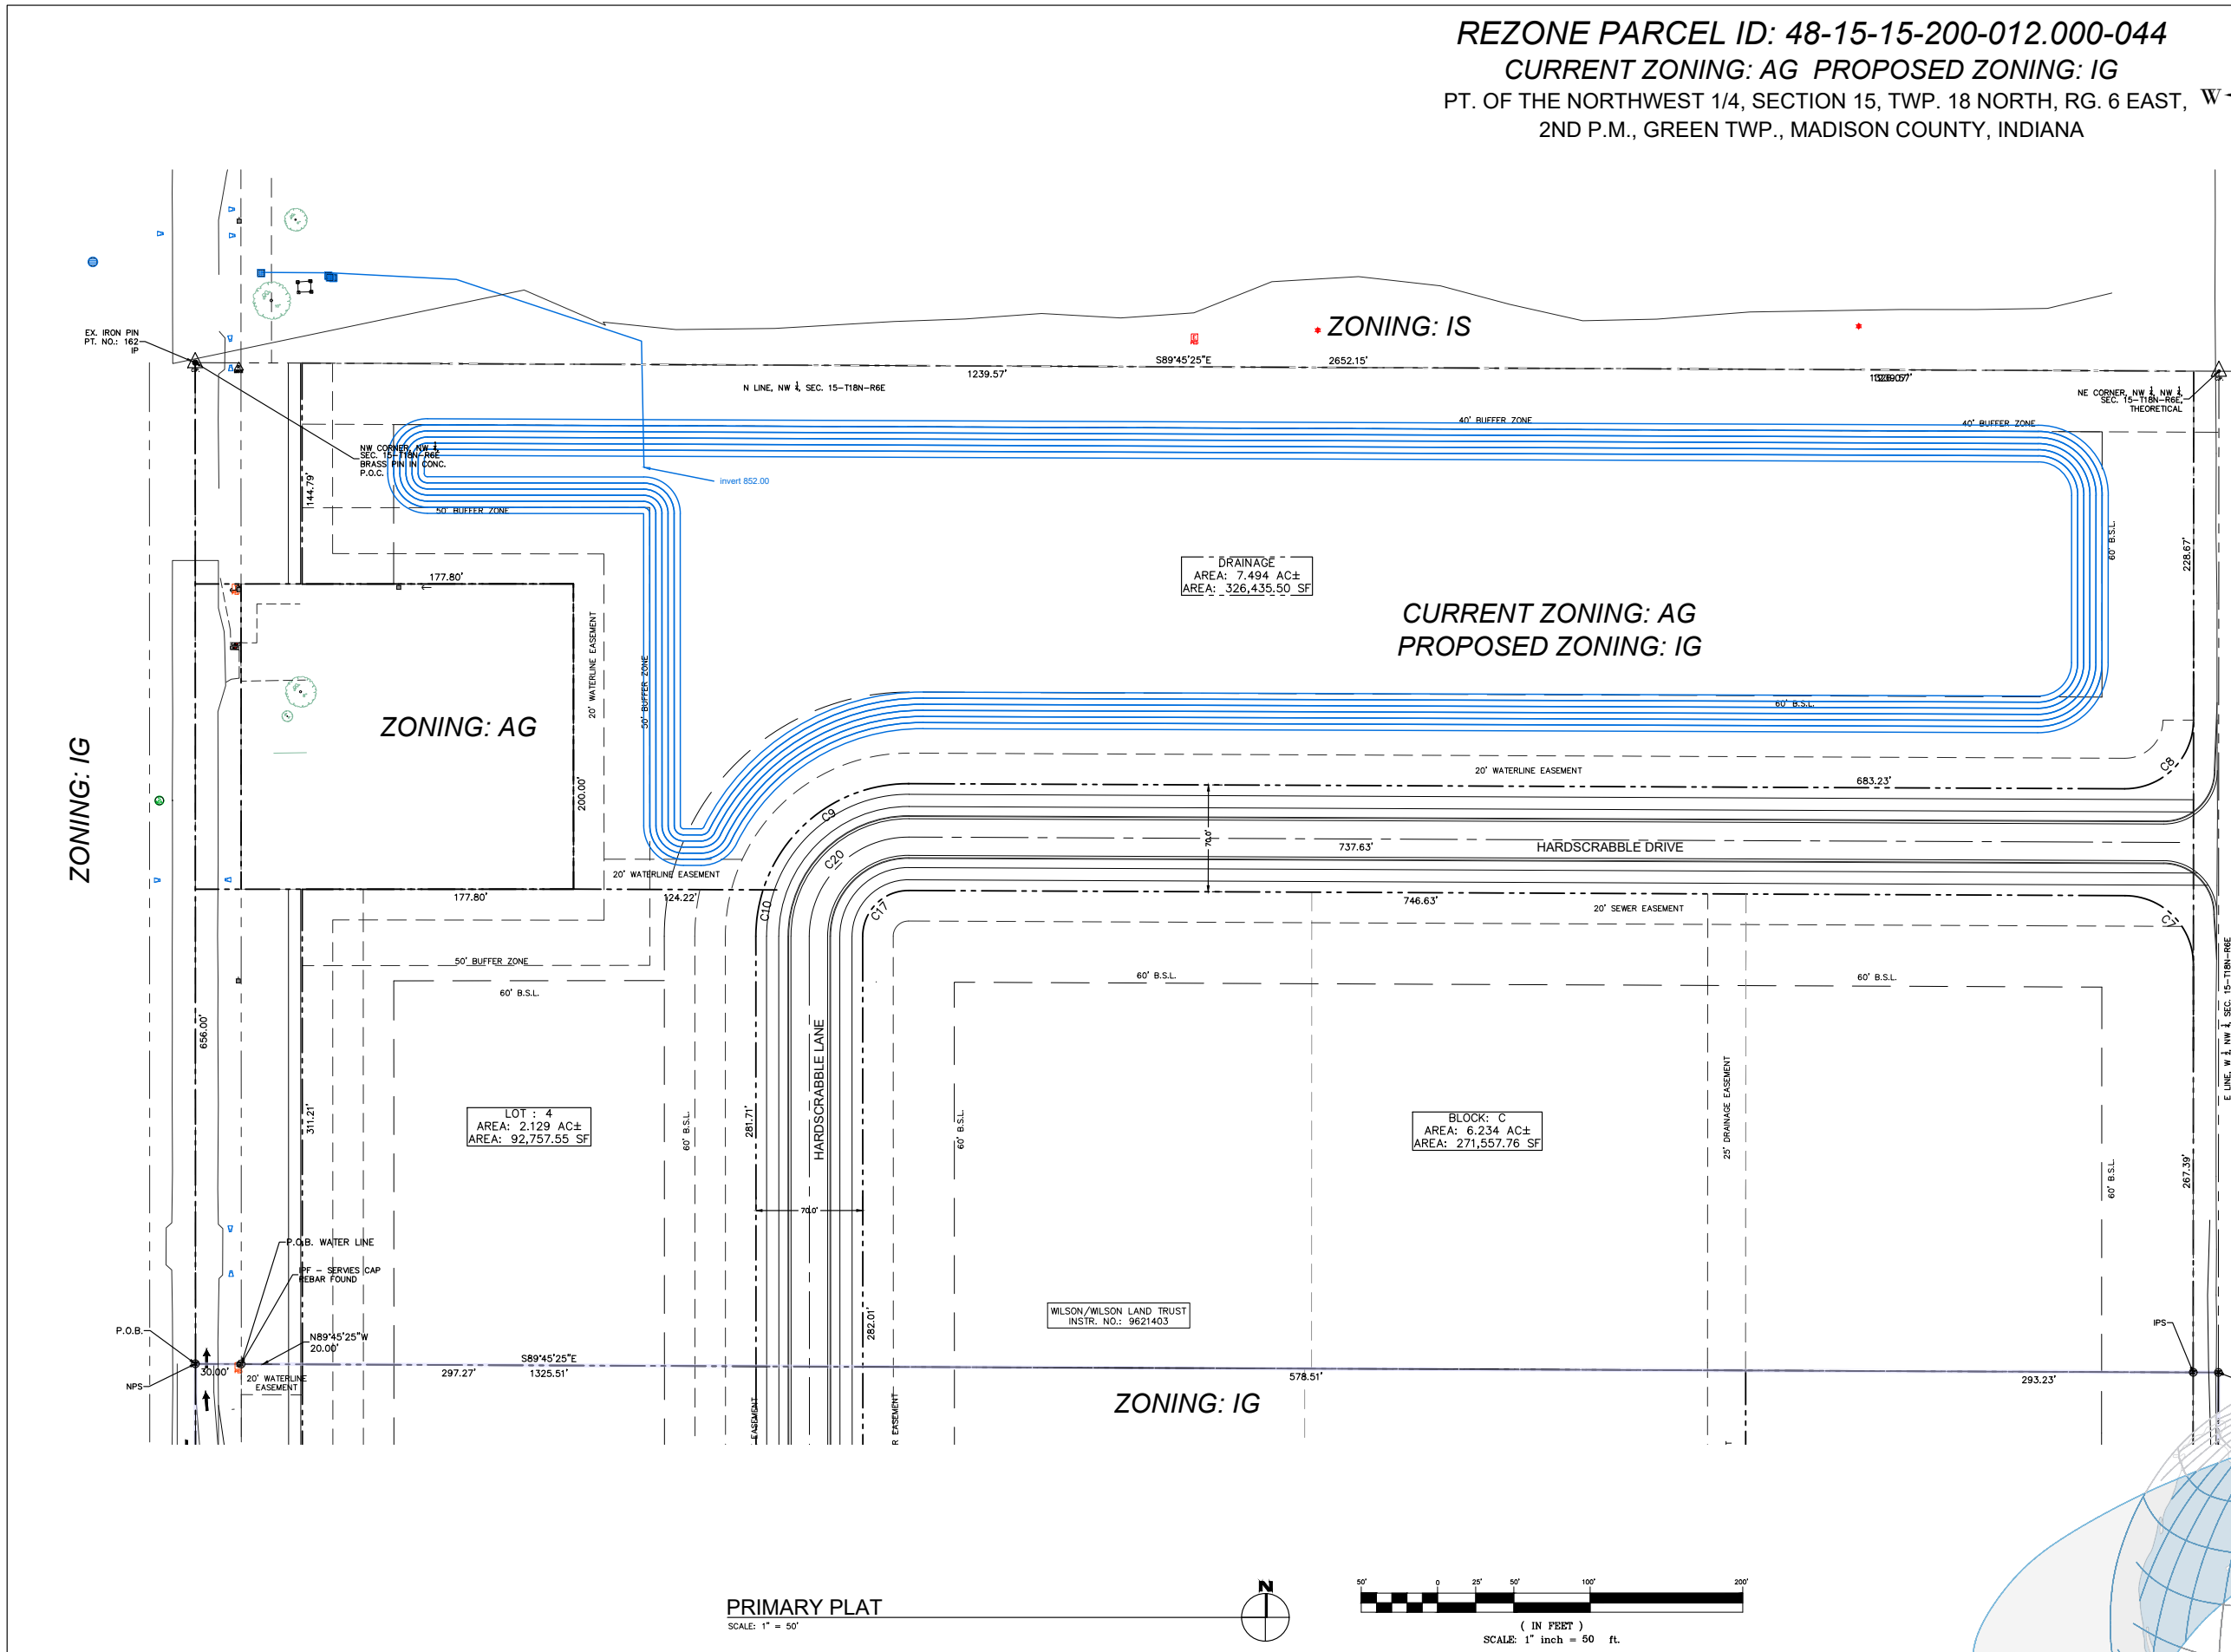 REZONE PARCEL ID: 48-15-15-200-012.000-044
CURRENT ZONING: AG PROPOSED ZONING: IG
PT. OF THE NORTHWEST 1/4, SECTION 15, TWP. 18 NORTH, RG. 6 EAST,
2ND P.M., GREEN TWP., MADISON COUNTY, INDIANA
W
EX. IRON PIN
PT. NO.: 162
IP
ZONING: IS
S89°45'25"E
2652.15'
1239.57'
N LINE, NW ¼, SEC. 15-T18N-R6E
NE CORNER, NW ¼, NW ¼,
SEC. 15-T18N-R6E,
THEORETICAL
40' BUFFER ZONE
40' BUFFER ZONE
NW CORNER, NW ¼,
SEC. 15-T18N-R6E
BRASS PIN IN CONC.
P.O.C.
144.79'
invert 852.00
50' BUFFER ZONE
60' B.S.L.
228.67'
DRAINAGE
AREA: 7.494 AC±
AREA: 326,435.50 SF
177.80'
CURRENT ZONING: AG
PROPOSED ZONING: IG
20' WATERLINE EASEMENT
50' BUFFER ZONE
60' B.S.L.
ZONING: AG
ZONING: IG
200.00'
20' WATERLINE EASEMENT
683.23'
C8
C9
C20
70.0'
737.63'
HARDSCRABBLE DRIVE
20' WATERLINE EASEMENT
177.80'
124.22'
C10
C17
746.63'
20' SEWER EASEMENT
C7
50' BUFFER ZONE
60' B.S.L.
60' B.S.L.
60' B.S.L.
E LINE, W ½, NW ¼, SEC. 15-T18N-R6E
656.00'
311.21'
LOT : 4
AREA: 2.129 AC±
AREA: 92,757.55 SF
60' B.S.L.
281.71'
HARDSCRABBLE LANE
60' B.S.L.
BLOCK: C
AREA: 6.234 AC±
AREA: 271,557.76 SF
25' DRAINAGE EASEMENT
60' B.S.L.
267.39'
70.0'
P.O.B. WATER LINE
IPF - SERVIES CAP
REBAR FOUND
WILSON/WILSON LAND TRUST
INSTR. NO.: 9621403
282.01'
P.O.B.
IPS
N89°45'25"W
20.00'
S89°45'25"E
NPS
30.00'
20' WATERLINE
EASEMENT
297.27'
1325.51'
578.51'
293.23'
ZONING: IG
EASEMENT
R EASEMENT
T
PRIMARY PLAT
SCALE: 1" = 50'
N
50'
0
25'
50'
100'
200'
( IN FEET )
SCALE: 1" inch = 50 ft.